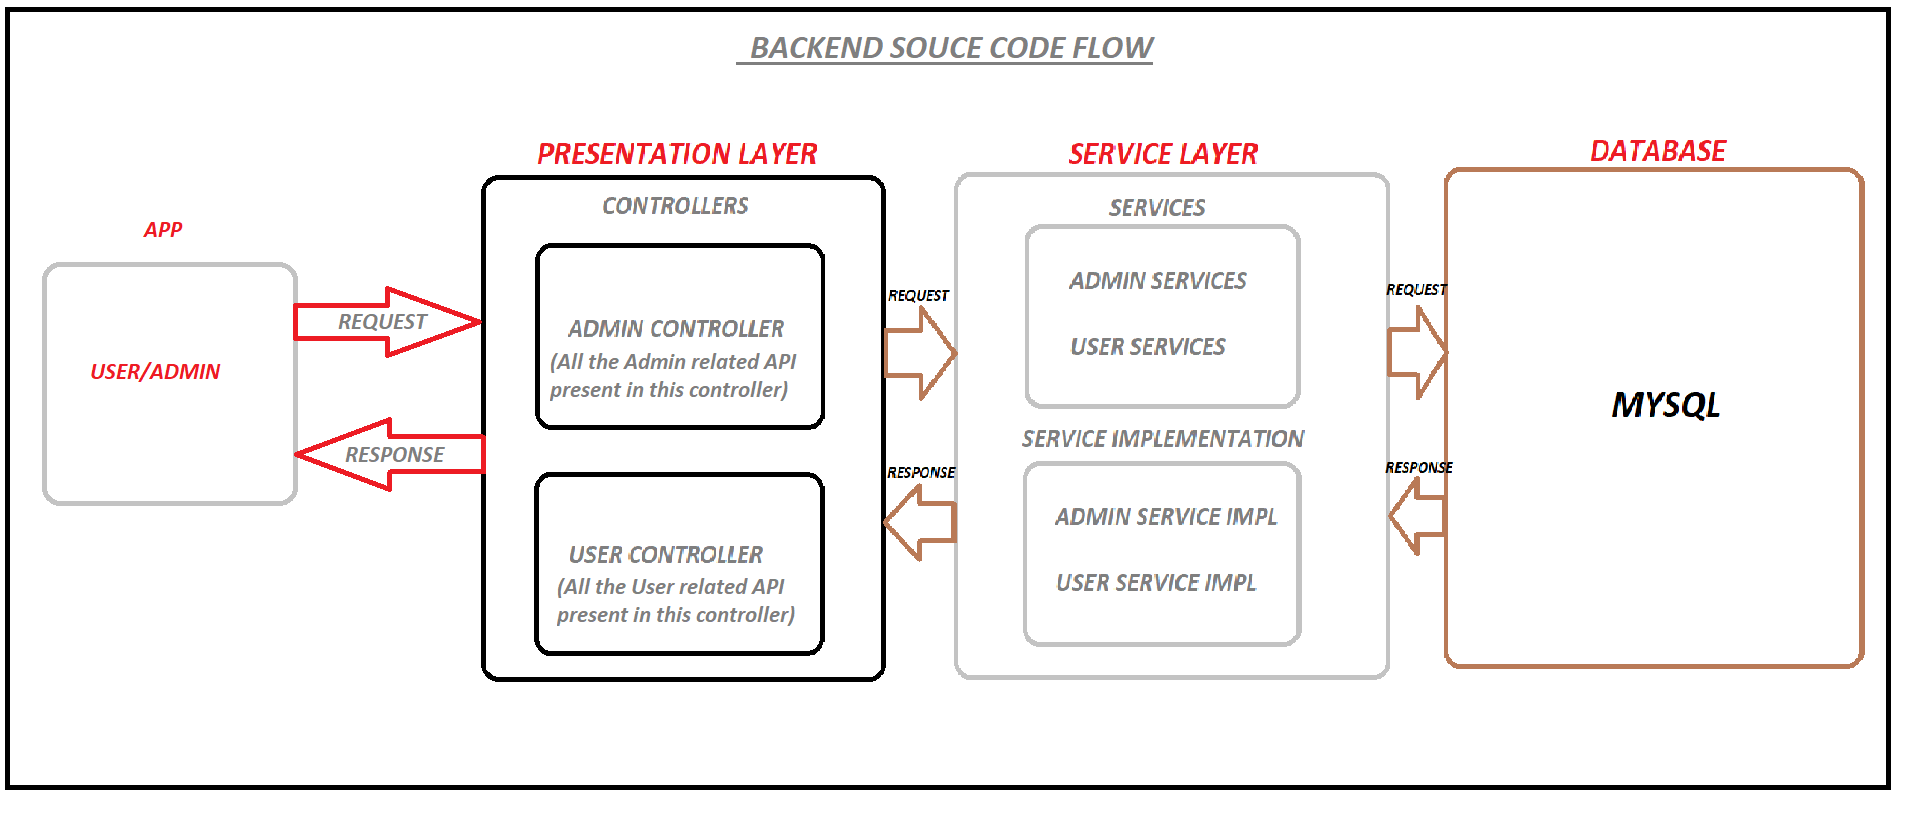 BACKEND SOUCE CODE FLOW
APP
USER/ADMIN
REQUEST
RESPONSE
PRESENTATION LAYER
CONTROLLERS
ADMIN CONTROLLER
(All the Admin related API
present in this controller)
USER CONTROLLER
(All the User related API
present in this controller)
REQUEST
RESPONSE
SERVICE LAYER
SERVICES
ADMIN SERVICES
USER SERVICES
SERVICE IMPLEMENTATION
ADMIN SERVICE IMPL
USER SERVICE IMPL
REQUEST
RESPONSE
DATABASE
MYSQL